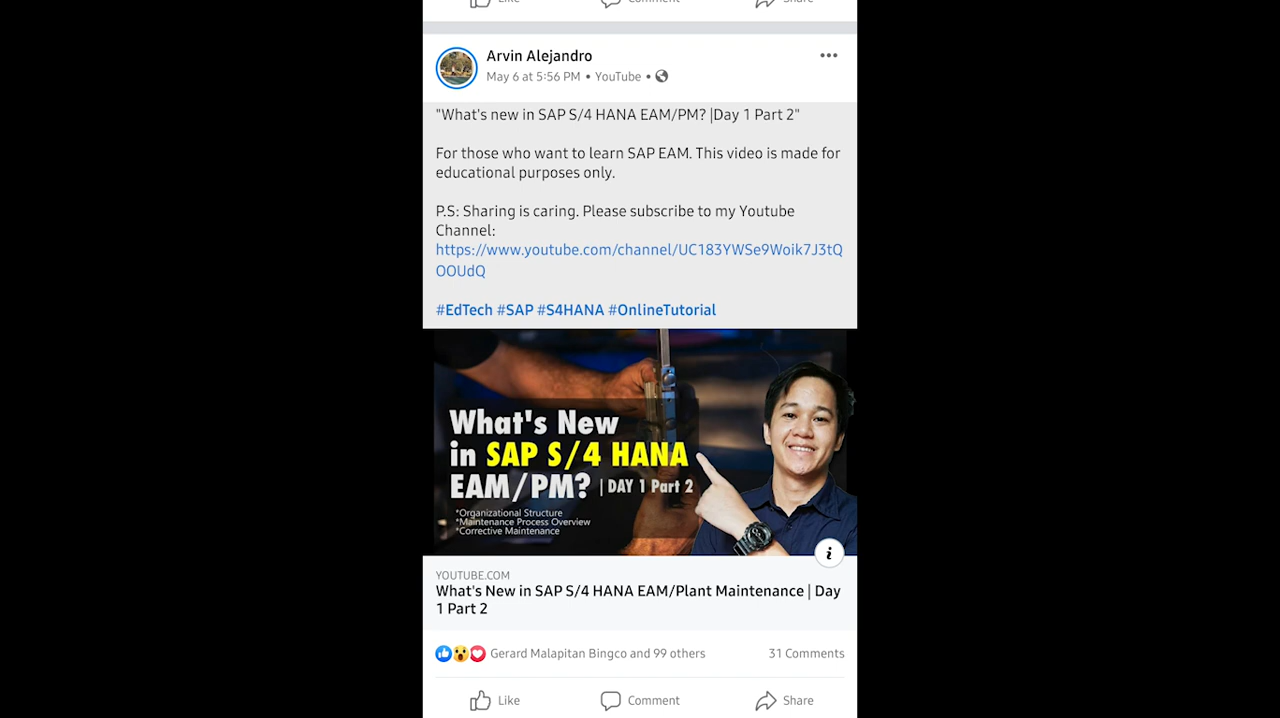 Like Comment Share
Arvin Alejandro
May 6 at 5:56 PM • YouTube •
"What's new in SAP S/4 HANA EAM/PM? |Day 1 Part 2"
For those who want to learn SAP EAM. This video is made for
educational purposes only.
P.S: Sharing is caring. Please subscribe to my Youtube
Channel:
https://www.youtube.com/channel/UC183YWSe9Woik7J3tQ
OOUdQ
#EdTech #SAP #S4HANA #OnlineTutorial
What's New
in SAP S/4 HANA
EAM/PM? | DAY 1 Part 2
*Organizational Structure
*Maintenance Process Overview
*Corrective Maintenance
i
YOUTUBE.COM
What's New in SAP S/4 HANA EAM/Plant Maintenance | Day
1 Part 2
Gerard Malapitan Bingco and 99 others 31 Comments
Like Comment Share